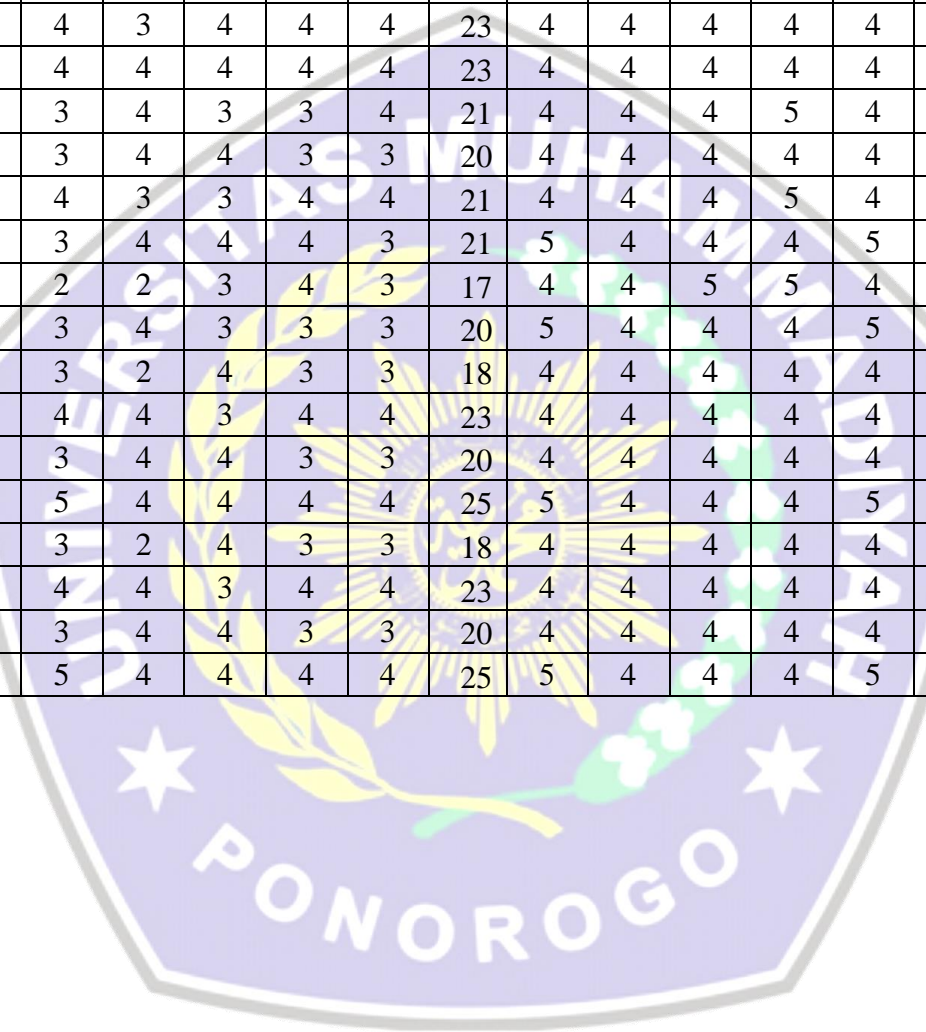 4 3 4 4 4 23 4 4 4 4 4
4 4 4 4 4 23 4 4 4 4 4
3 4 3 3 4 21 4 4 4 5 4
3 4 4 3 3 20 4 4 4 4 4
4 3 3 4 4 21 4 4 4 5 4
3 4 4 4 3 21 5 4 4 4 5
2 2 3 4 3 17 4 4 5 5 4
3 4 3 3 3 20 5 4 4 4 5
3 2 4 3 3 18 4 4 4 4 4
4 4 3 4 4 23 4 4 4 4 4
3 4 4 3 3 20 4 4 4 4 4
5 4 4 4 4 25 5 4 4 4 5
3 2 4 3 3 18 4 4 4 4 4
4 4 3 4 4 23 4 4 4 4 4
3 4 4 3 3 20 4 4 4 4 4
5 4 4 4 4 25 5 4 4 4 5
UNIVERSITAS MUHAMMADIYAH
PONOROGO